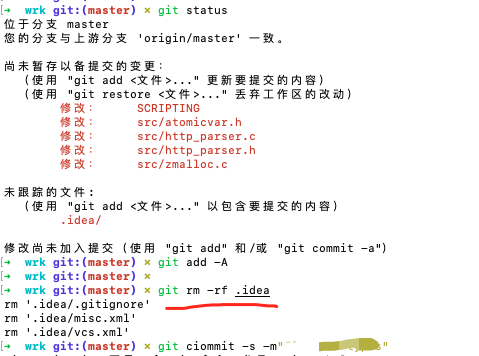 [➜  wrk git:(master) × git status
位于分支 master
您的分支与上游分支 'origin/master' 一致。
尚未暂存以备提交的变更：
（使用 "git add <文件>..." 更新要提交的内容）
（使用 "git restore <文件>..." 丢弃工作区的改动）
修改：     SCRIPTING
修改：     src/atomicvar.h
修改：     src/http_parser.c
修改：     src/http_parser.h
修改：     src/zmalloc.c
未跟踪的文件:
（使用 "git add <文件>..." 以包含要提交的内容）
.idea/
修改尚未加入提交（使用 "git add" 和/或 "git commit -a"）
[➜  wrk git:(master) × git add -A
[➜  wrk git:(master) ×
[➜  wrk git:(master) × git rm -rf .idea
rm '.idea/.gitignore'
rm '.idea/misc.xml'
rm '.idea/vcs.xml'
[➜  wrk git:(master) × git ciommit -s -m"